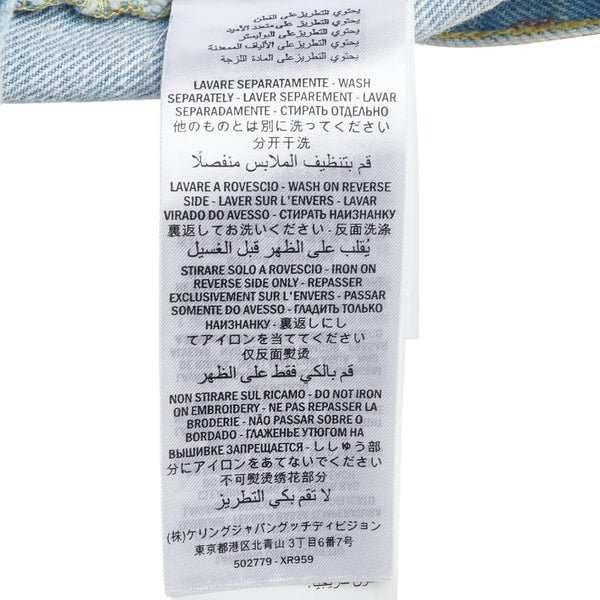 يحتوي التطريز على القطن
يحتوي التطريز على متحدد الأميد
يحتوي التطريز على البوليستر
يحتوي التطريز على الألياف المعدنية
يحتوي التطريز على المادة اللزجة
LAVARE SEPARATAMENTE - WASH
SEPARATELY - LAVER SEPAREMENT - LAVAR
SEPARADAMENTE - СТИРАТЬ ОТДЕЛЬНО
他のものとは別に洗ってください
分开干洗
قم بتنظيف الملابس منفصلًا
LAVARE A ROVESCIO - WASH ON REVERSE
SIDE - LAVER SUR L'ENVERS - LAVAR
VIRADO DO AVESSO - СТИРАТЬ НАИЗНАНКУ
裏返してお洗いください - 反面洗涤
يُقلب على الظهر قبل الغسيل
STIRARE SOLO A ROVESCIO - IRON ON
REVERSE SIDE ONLY - REPASSER
EXCLUSIVEMENT SUR L'ENVERS - PASSAR
SOMENTE DO AVESSO - ГЛАДИТЬ ТОЛЬКО
НАИЗНАНКУ - 裏返しにし
てアイロンを当ててください
仅反面熨烫
قم بالكي فقط على الظهر
NON STIRARE SUL RICAMO - DO NOT IRON
ON EMBROIDERY - NE PAS REPASSER LA
BRODERIE - NÃO PASSAR SOBRE O
BORDADO - ГЛАЖЕНЬЕ УТЮГОМ НА
ВЫШИВКЕ ЗАПРЕЩАЕТСЯ - ししゅう部
分にアイロンをあてないでください
不可熨烫绣花部分
لا تقم بكي التطريز
(株)ケリングジャパングッチディビジョン
東京都港区北青山 3丁目6番7号
502779 - XR959